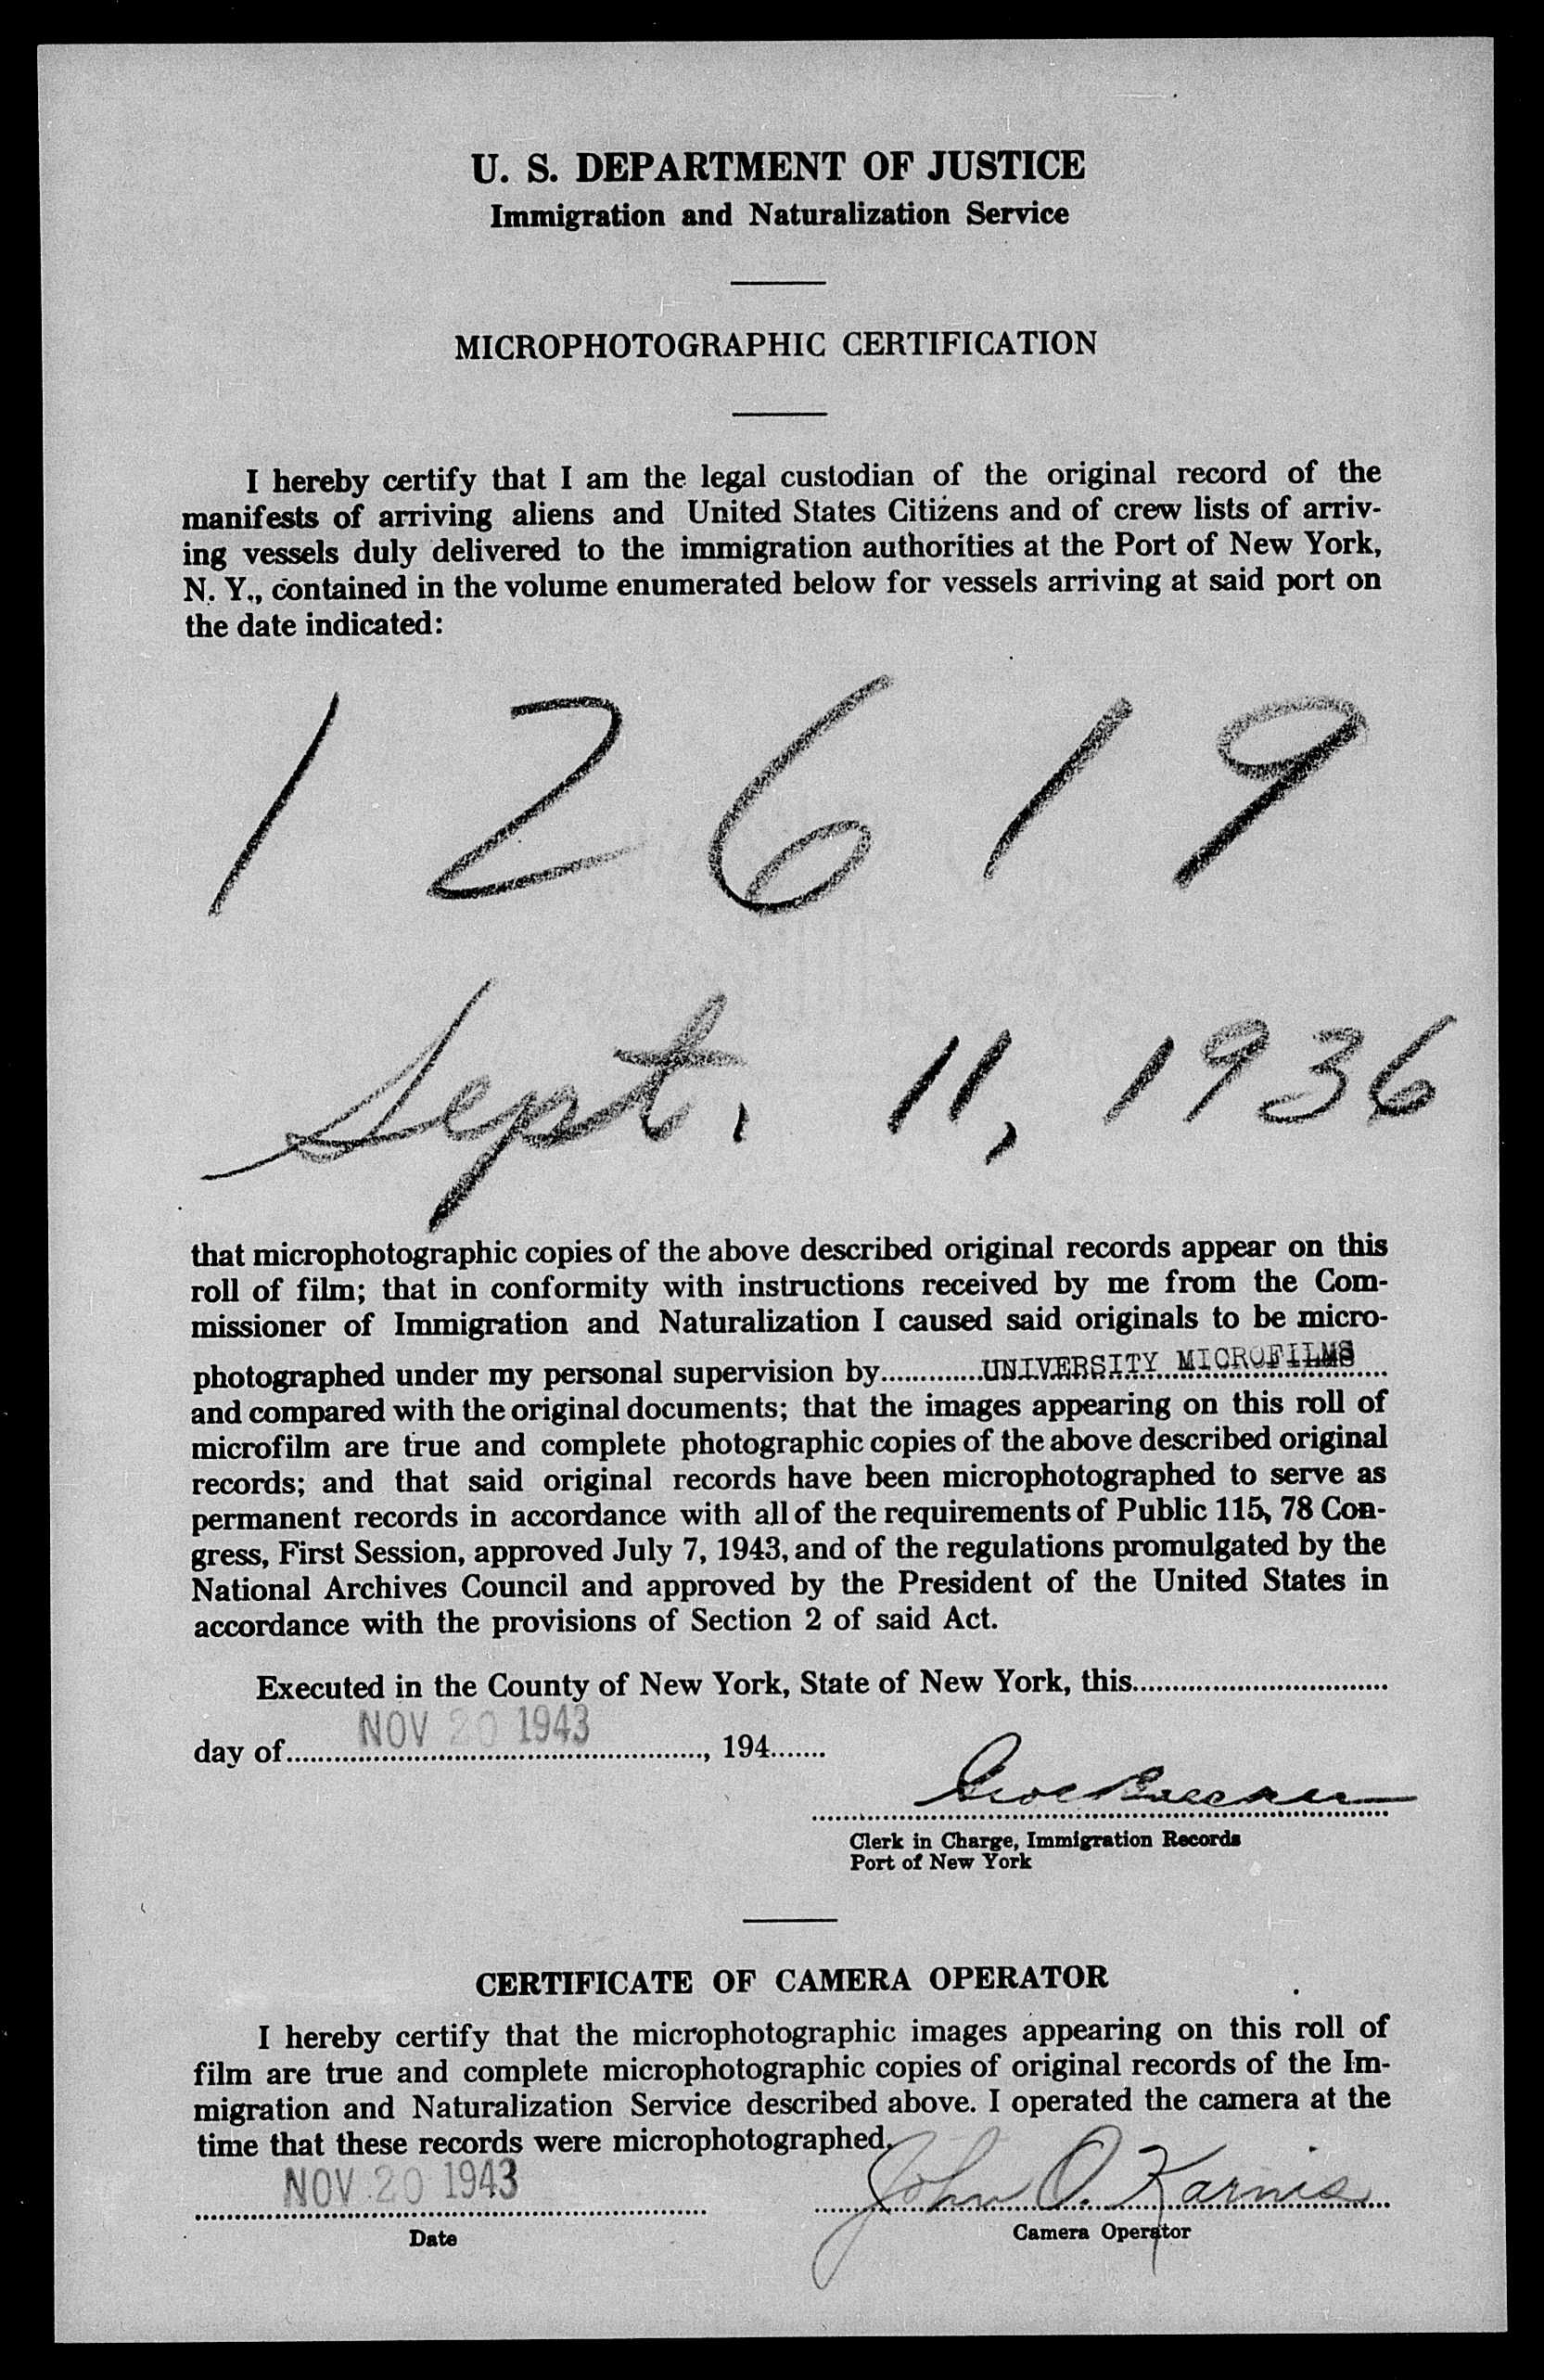 U. S. DEPARTMENT OF JUSTICE
Immigration and Naturalization Service
MICROPHOTOGRAPHIC CERTIFICATION
I hereby certify that I am the legal custodian of the original record of the
manifests of arriving aliens and United States Citizens and of crew lists of arriv-
ing vessels duly delivered to the immigration authorities at the Port of New York,
N. Y., contained in the volume enumerated below for vessels arriving at said port on
the date indicated:
12619
Sept. 11, 1936
that microphotographic copies of the above described original records appear on this
roll of film; that in conformity with instructions received by me from the Com-
missioner of Immigration and Naturalization I caused said originals to be micro-
photographed under my personal supervision by.............UNIVERSITY MICROFILMS
and compared with the original documents; that the images appearing on this roll of
microfilm are true and complete photographic copies of the above described original
records; and that said original records have been microphotographed to serve as
permanent records in accordance with all of the requirements of Public 115, 78 Con-
gress, First Session, approved July 7, 1943, and of the regulations promulgated by the
National Archives Council and approved by the President of the United States in
accordance with the provisions of Section 2 of said Act.
Executed in the County of New York, State of New York, this................................
day of NOV 20 1943, 194.......
Clerk in Charge, Immigration Records
Port of New York
CERTIFICATE OF CAMERA OPERATOR
I hereby certify that the microphotographic images appearing on this roll of
film are true and complete microphotographic copies of original records of the Im-
migration and Naturalization Service described above. I operated the camera at the
time that these records were microphotographed.
NOV 20 1943 John O. Karnis
Date Camera Operator